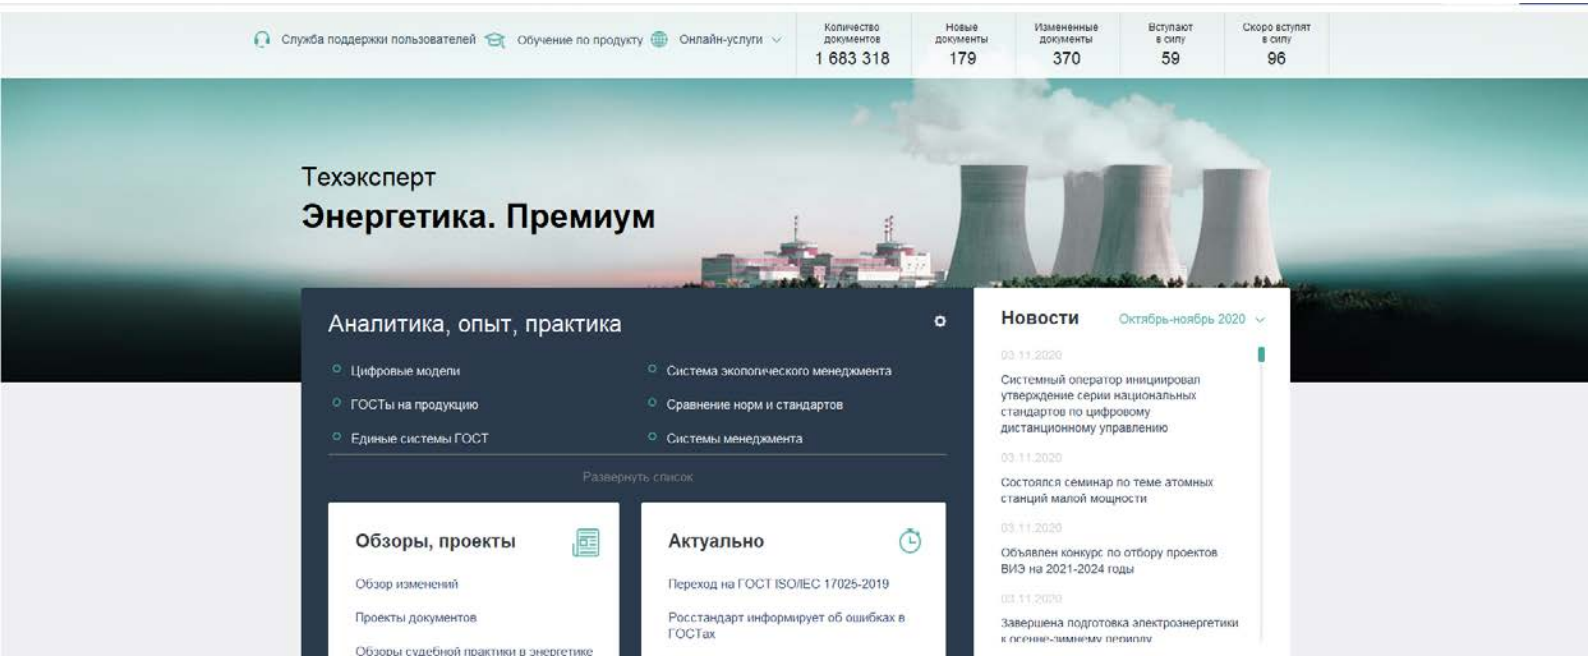 Служба поддержки пользователей
Обучение по продукту
Онлайн-услуги
Количество
документов
1 683 318
Новые
документы
179
Измененные
документы
370
Вступают
в силу
59
Скоро вступят
в силу
96
Техэксперт
Энергетика. Премиум
Аналитика, опыт, практика
Цифровые модели
ГОСТы на продукцию
Единые системы ГОСТ
Система экологического менеджмента
Сравнение норм и стандартов
Системы менеджмента
Развернуть список
Обзоры, проекты
Обзор изменений
Проекты документов
Обзоры судебной практики в энергетике
Актуально
Переход на ГОСТ ISO/IEC 17025-2019
Росстандарт информирует об ошибках в
ГОСТах
Новости
Октябрь-ноябрь 2020
03.11.2020
Системный оператор инициировал
утверждение серии национальных
стандартов по цифровому
дистанционному управлению
03.11.2020
Состоялся семинар по теме атомных
станций малой мощности
03.11.2020
Объявлен конкурс по отбору проектов
ВИЭ на 2021-2024 годы
03.11.2020
Завершена подготовка электроэнергетики
к осенне-зимнему периоду